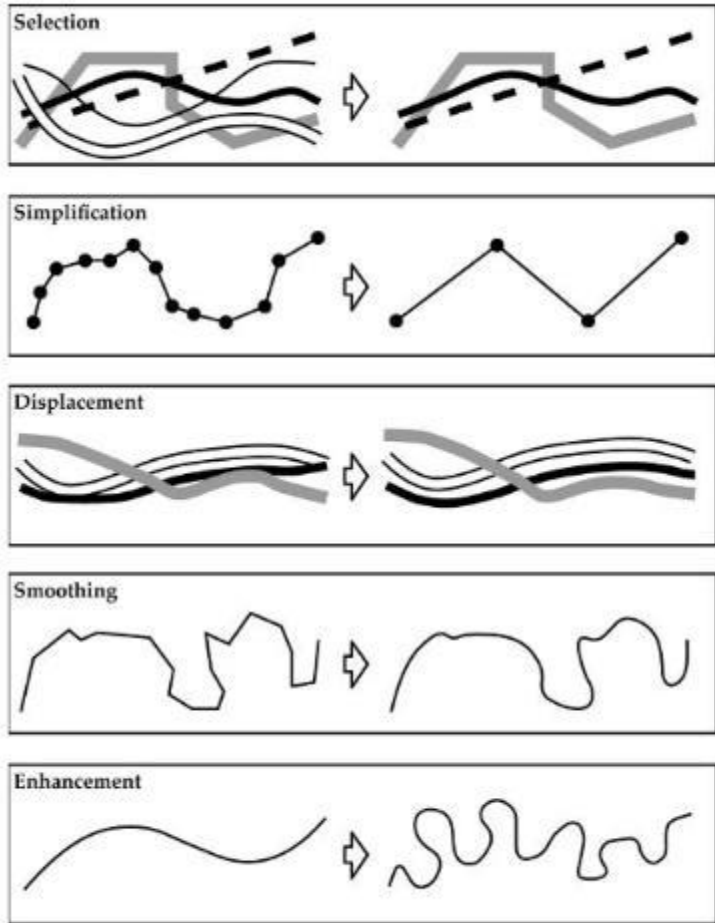 Selection
Simplification
Displacement
Smoothing
Enhancement